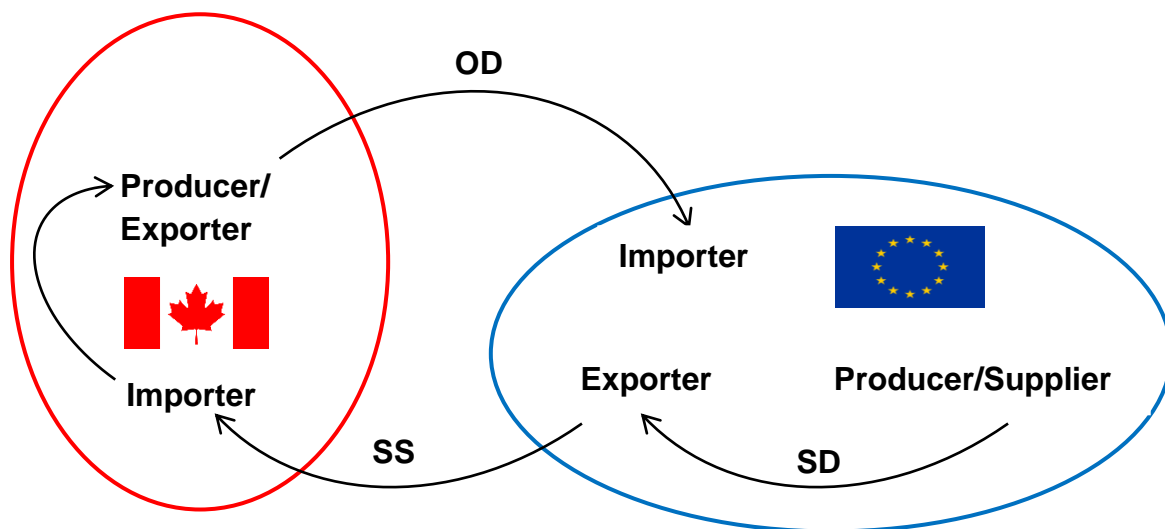 OD
Producer/
Exporter
Importer
Exporter
Producer/Supplier
Importer
SS
SD